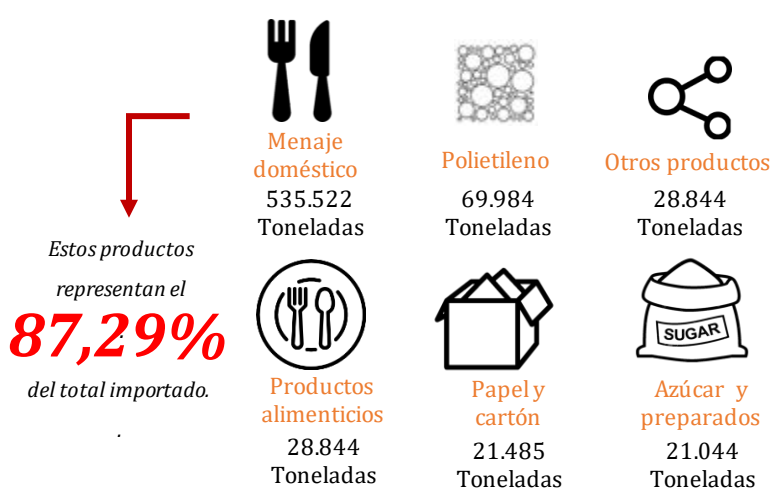 Menaje
doméstico
535.522
Toneladas
Polietileno
69.984
Toneladas
Otros productos
28.844
Toneladas
Estos productos
representan el
87,29%
del total importado.
.
Productos
alimenticios
28.844
Toneladas
Papel y
cartón
21.485
Toneladas
SUGAR
Azúcar y
preparados
21.044
Toneladas